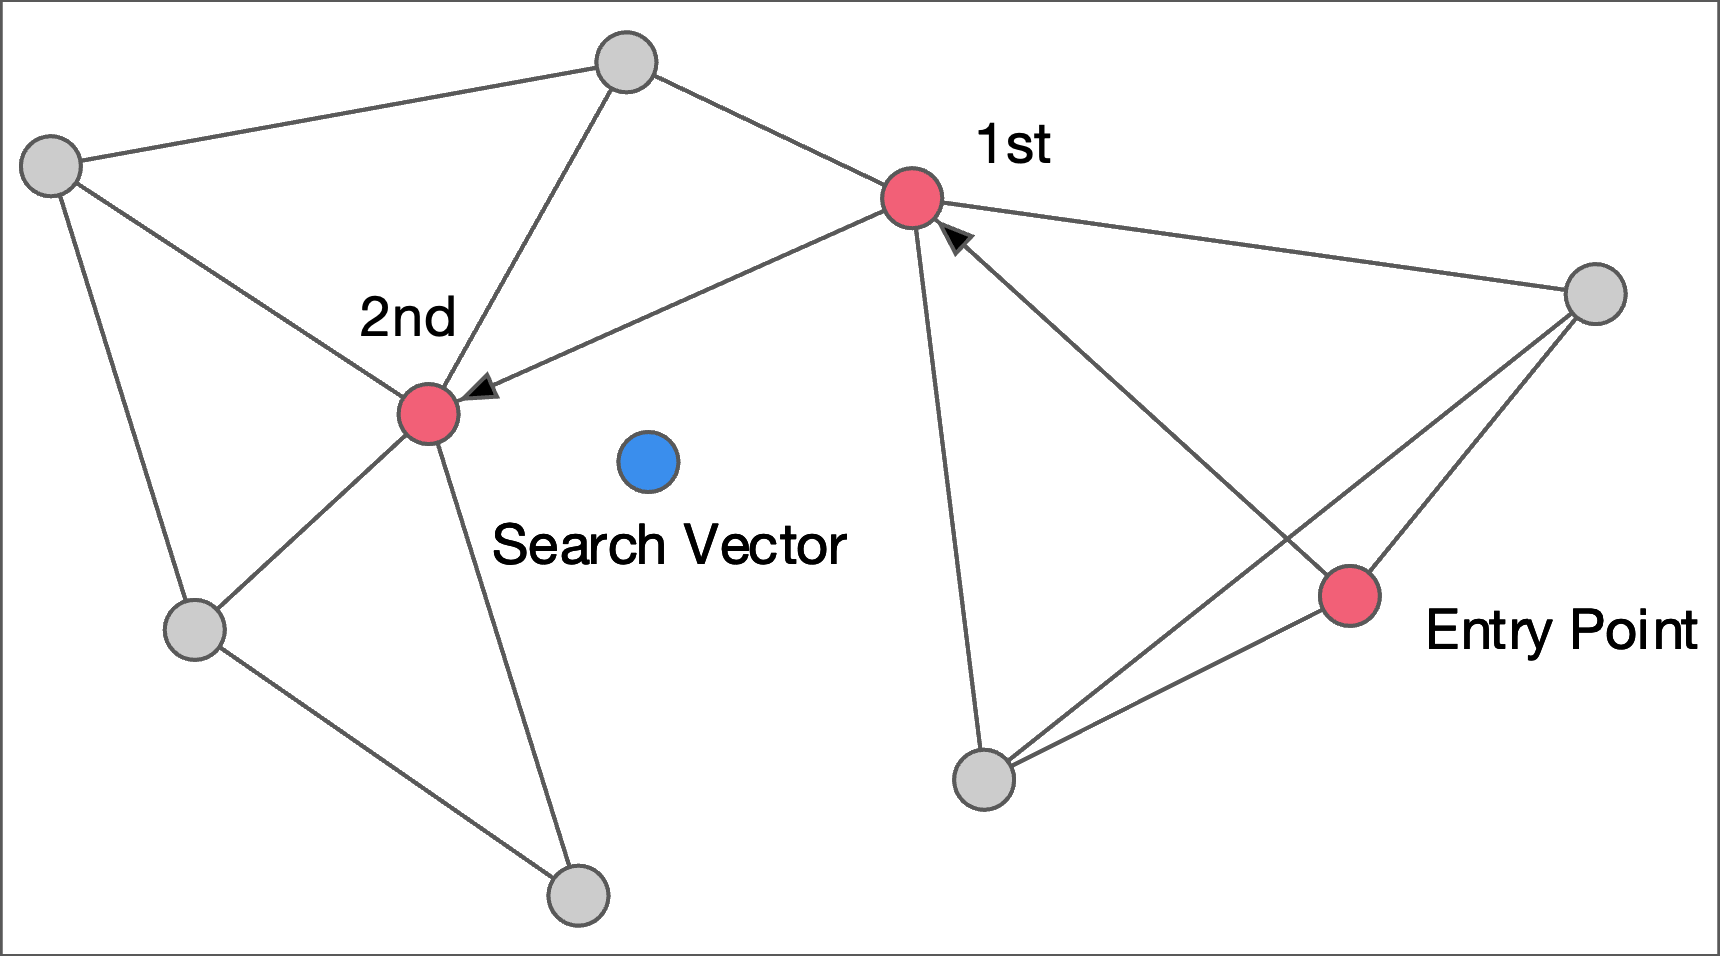 1st
2nd
Search Vector
Entry Point